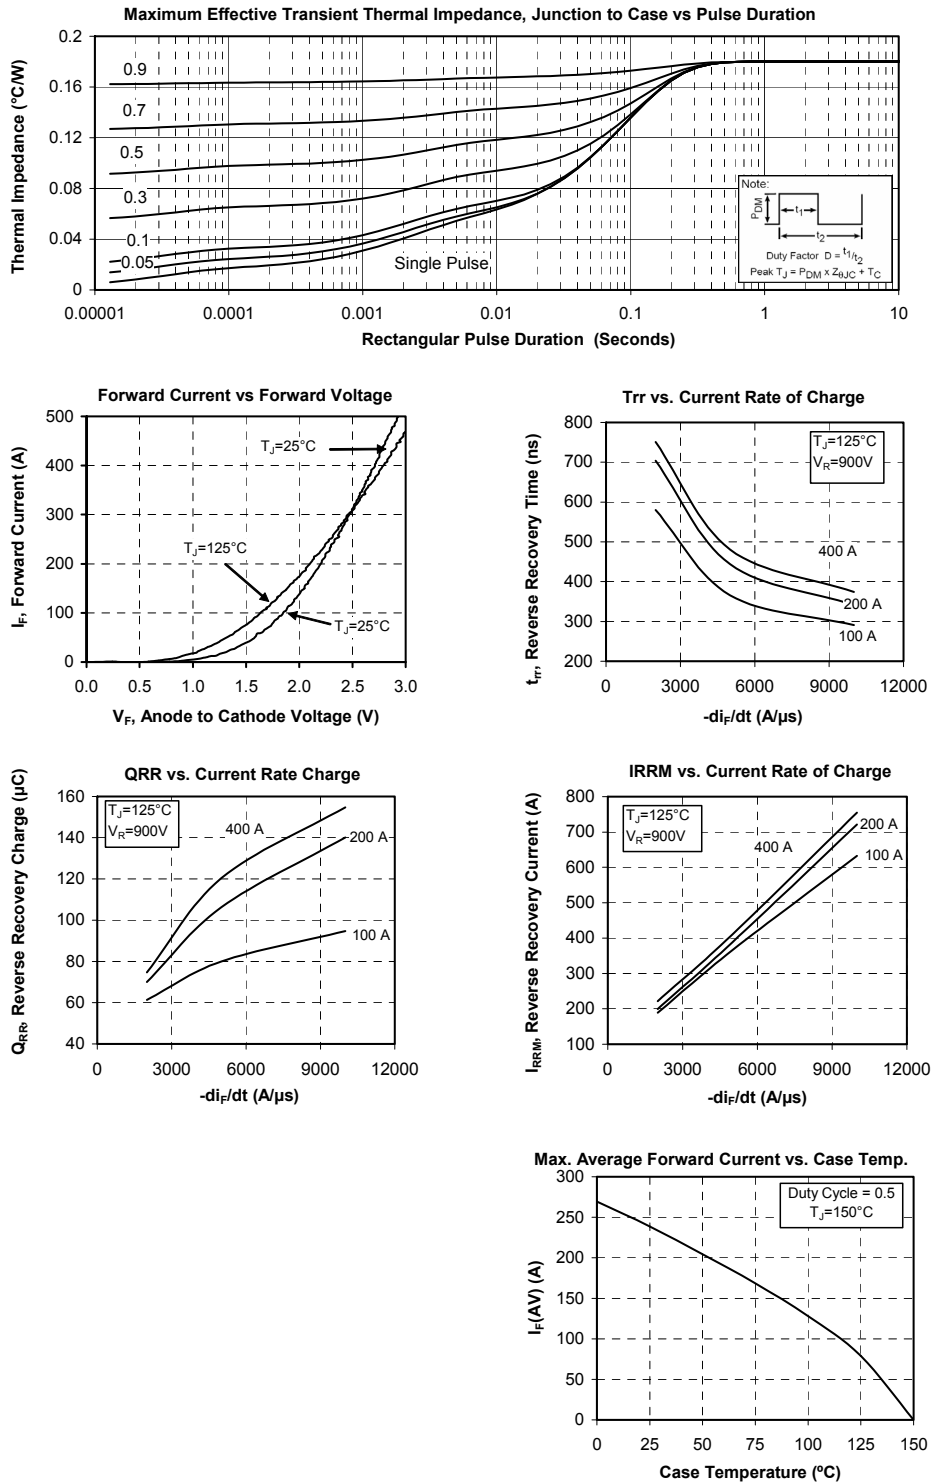 Maximum Effective Transient Thermal Impedance, Junction to Case vs Pulse Duration
Thermal Impedance (°C/W)
0.2
0.16
0.12
0.08
0.04
0
0.9
0.7
0.5
0.3
0.1
0.05
Single Pulse
Note:
PDM
t1
t2
Duty Factor D = t1/t2
Peak TJ = PDM x ZθJC + TC
0.00001 0.0001 0.001 0.01 0.1 1 10
Rectangular Pulse Duration (Seconds)
Forward Current vs Forward Voltage
IF, Forward Current (A)
500
400
300
200
100
0
TJ=25°C
TJ=125°C
TJ=25°C
0.0 0.5 1.0 1.5 2.0 2.5 3.0
VF, Anode to Cathode Voltage (V)
Trr vs. Current Rate of Charge
trr, Reverse Recovery Time (ns)
800
700
600
500
400
300
200
TJ=125°C
VR=900V
400 A
200 A
100 A
0 3000 6000 9000 12000
-diF/dt (A/µs)
QRR vs. Current Rate Charge
QRR, Reverse Recovery Charge (µC)
160
140
120
100
80
60
40
TJ=125°C
VR=900V
400 A
200 A
100 A
0 3000 6000 9000 12000
-diF/dt (A/µs)
IRRM vs. Current Rate of Charge
IRRM, Reverse Recovery Current (A)
800
700
600
500
400
300
200
100
TJ=125°C
VR=900V
400 A
200 A
100 A
0 3000 6000 9000 12000
-diF/dt (A/µs)
Max. Average Forward Current vs. Case Temp.
IF(AV) (A)
300
250
200
150
100
50
0
Duty Cycle = 0.5
TJ=150°C
0 25 50 75 100 125 150
Case Temperature (ºC)